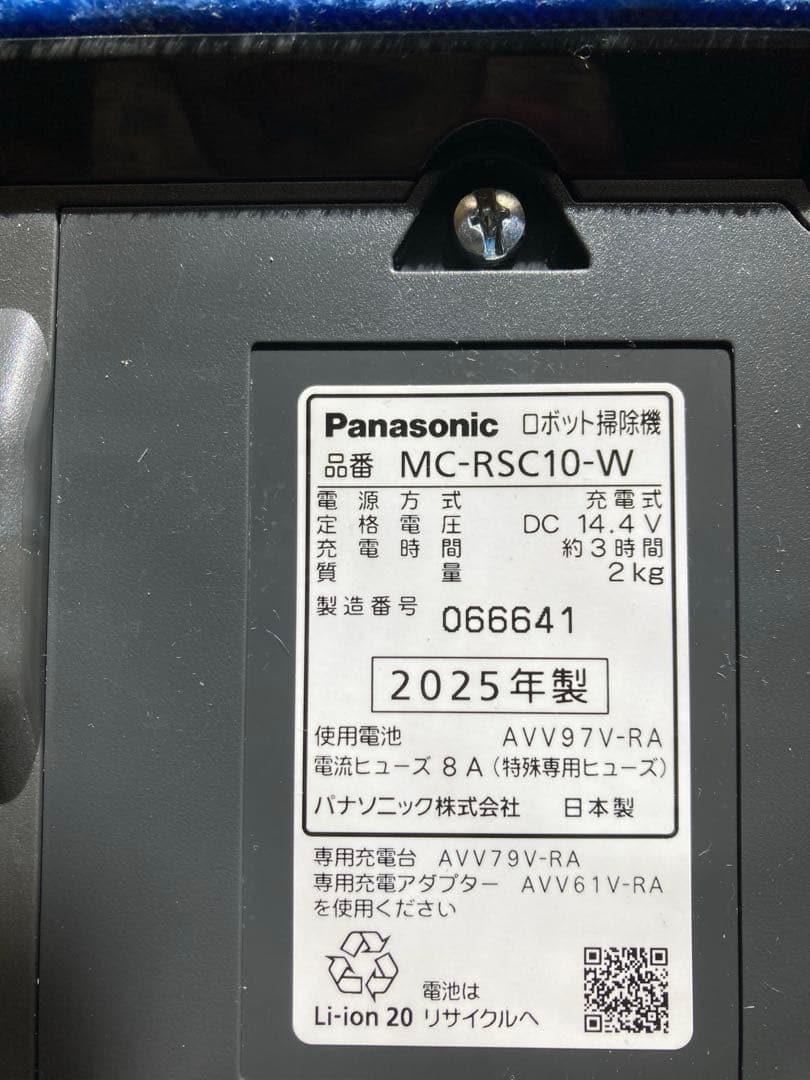 Panasonic ロボット掃除機
品番 MC-RSC10-W
電源方式 充電式
定格電圧 DC 14.4 V
充電時間 約3時間
質量 2kg
製造番号 066641
2025年製
使用電池 AVV97V-RA
電流ヒューズ 8A(特殊専用ヒューズ)
パナソニック株式会社 日本製
専用充電台 AVV79V-RA
専用充電アダプター AVV61V-RA
を使用ください
電池は
Li-ion 20 リサイクルへ